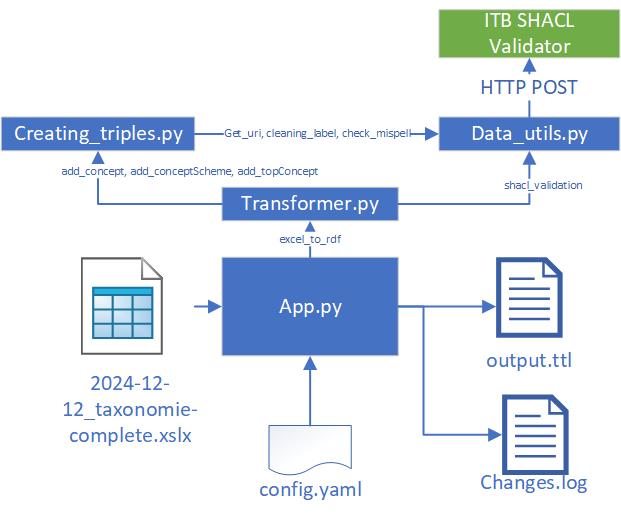 ITB SHACL
Validator
HTTP POST
Creating_triples.py
Get_uri, cleaning_label, check_mispell
Data_utils.py
add_concept, add_conceptScheme, add_topConcept
shacl_validation
Transformer.py
excel_to_rdf
App.py
output.ttl
2024-12-
12_taxonomie-
complete.xslx
Changes.log
config.yaml